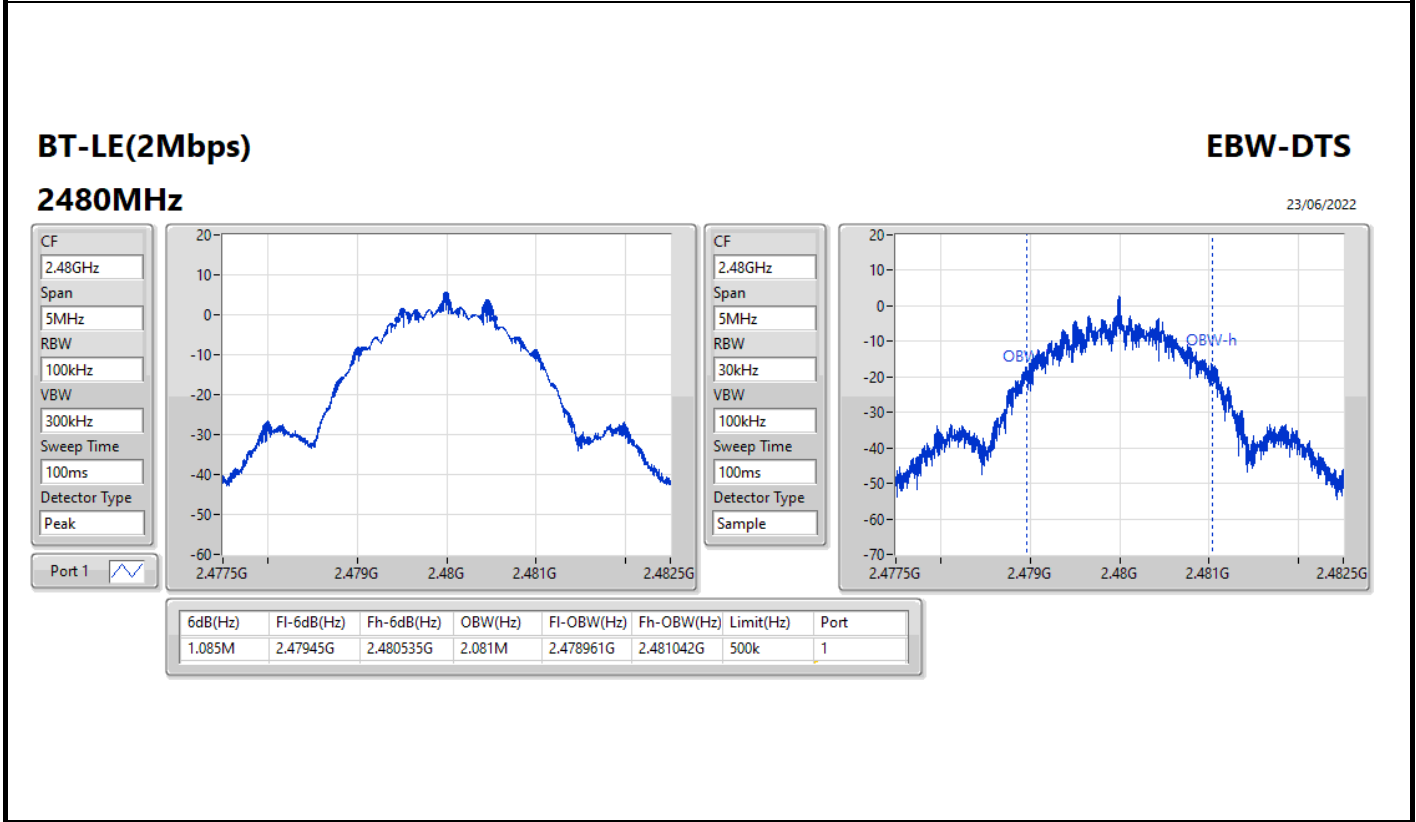 BT-LE(2Mbps)
EBW-DTS
2480MHz
23/06/2022
CF
2.48GHz
Span
5MHz
RBW
100kHz
VBW
300kHz
Sweep Time
100ms
Detector Type
Peak
Port 1
20
10
0
-10
-20
-30
-40
-50
-60
2.4775G 2.479G 2.48G 2.481G 2.4825G
CF
2.48GHz
Span
5MHz
RBW
30kHz
VBW
100kHz
Sweep Time
100ms
Detector Type
Sample
20
10
0
-10
-20
-30
-40
-50
-60
-70
OBW-h
2.4775G 2.479G 2.48G 2.481G 2.4825G
6dB(Hz) Fl-6dB(Hz) Fh-6dB(Hz) OBW(Hz) Fl-OBW(Hz) Fh-OBW(Hz) Limit(Hz) Port
1.085M 2.47945G 2.480535G 2.081M 2.478961G 2.481042G 500k 1